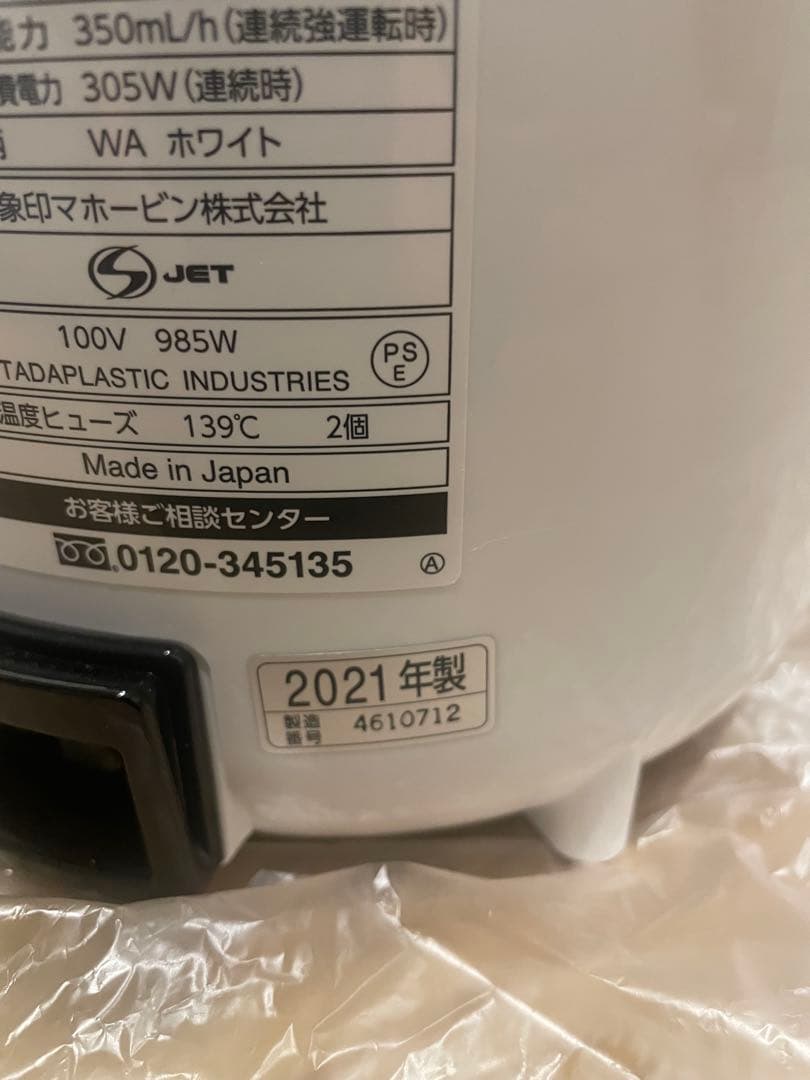 能力 350mL/h(連続強運転時)
費電力 305W(連続時)
柄 WA ホワイト
象印マホービン株式会社
S JET
100V 985W
TADAPLASTIC INDUSTRIES
PS
E
温度ヒューズ 139℃ 2個
Made in Japan
お客様ご相談センター
0120-345135 Ⓐ
2021年製
製造番号 4610712